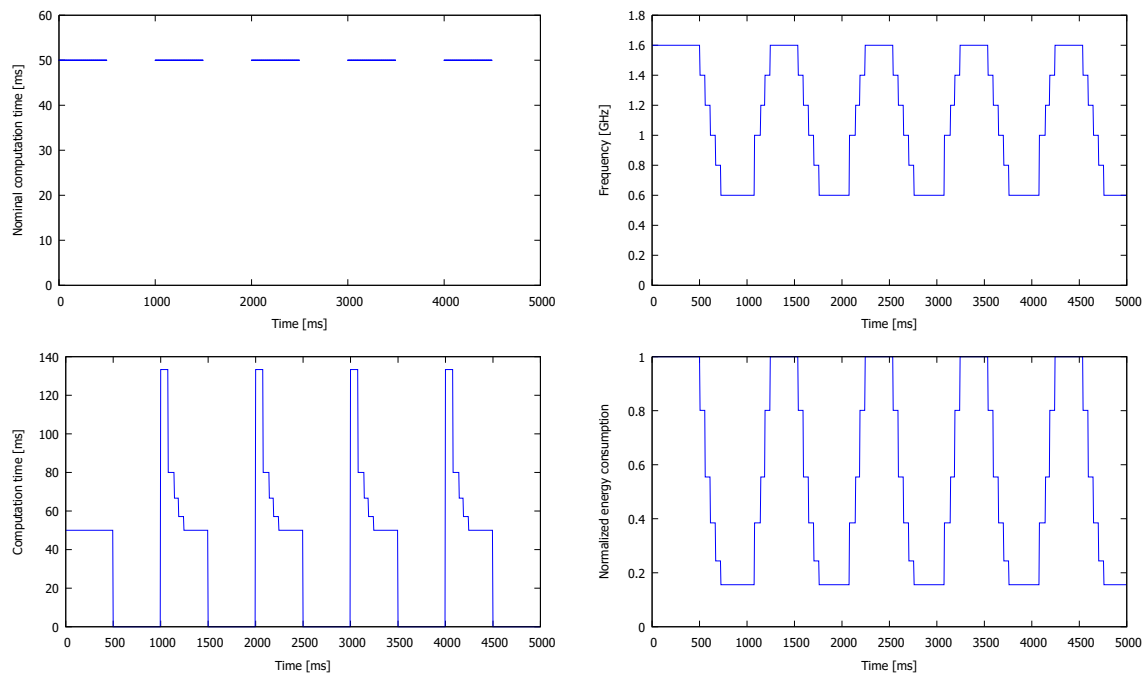 60
50
40
30
20
10
0
Nominal computation time [ms]
0 1000 2000 3000 4000 5000
Time [ms]
1.8
1.6
1.4
1.2
1
0.8
0.6
0.4
0.2
0
Frequency [GHz]
0 500 1000 1500 2000 2500 3000 3500 4000 4500 5000
Time [ms]
140
120
100
80
60
40
20
0
Computation time [ms]
0 500 1000 1500 2000 2500 3000 3500 4000 4500 5000
Time [ms]
1
0.8
0.6
0.4
0.2
0
Normalized energy consumption
0 500 1000 1500 2000 2500 3000 3500 4000 4500 5000
Time [ms]